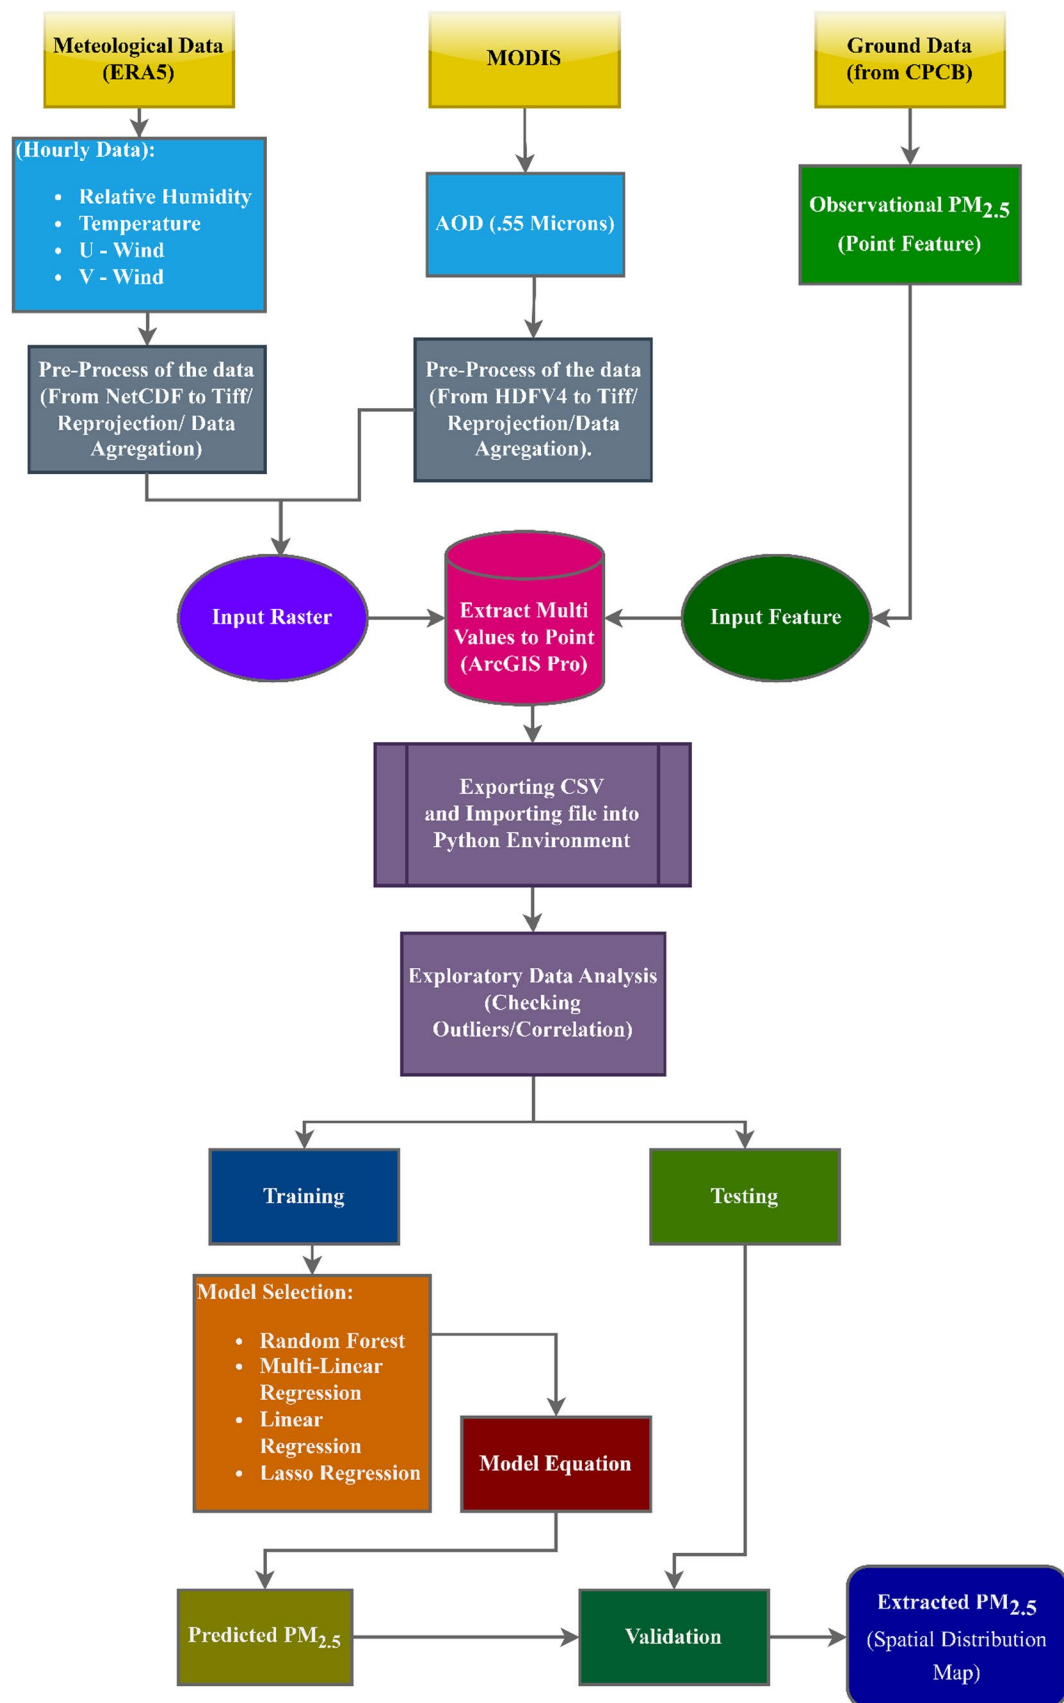 Meteological Data
(ERA5)
MODIS
Ground Data
(from CPCB)
(Hourly Data):
• Relative Humidity
• Temperature
• U - Wind
• V - Wind
AOD (.55 Microns)
Observational PM2.5
(Point Feature)
Pre-Process of the data
(From NetCDF to Tiff/
Reprojection/ Data
Agregation)
Pre-Process of the data
(From HDFV4 to Tiff/
Reprojection/Data
Agregation).
Input Raster
Extract Multi
Values to Point
(ArcGIS Pro)
Input Feature
Exporting CSV
and Importing file into
Python Environment
Exploratory Data Analysis
(Checking
Outliers/Correlation)
Training
Testing
Model Selection:
• Random Forest
• Multi-Linear
Regression
• Linear
Regression
• Lasso Regression
Model Equation
Predicted PM2.5
Validation
Extracted PM2.5
(Spatial Distribution
Map)